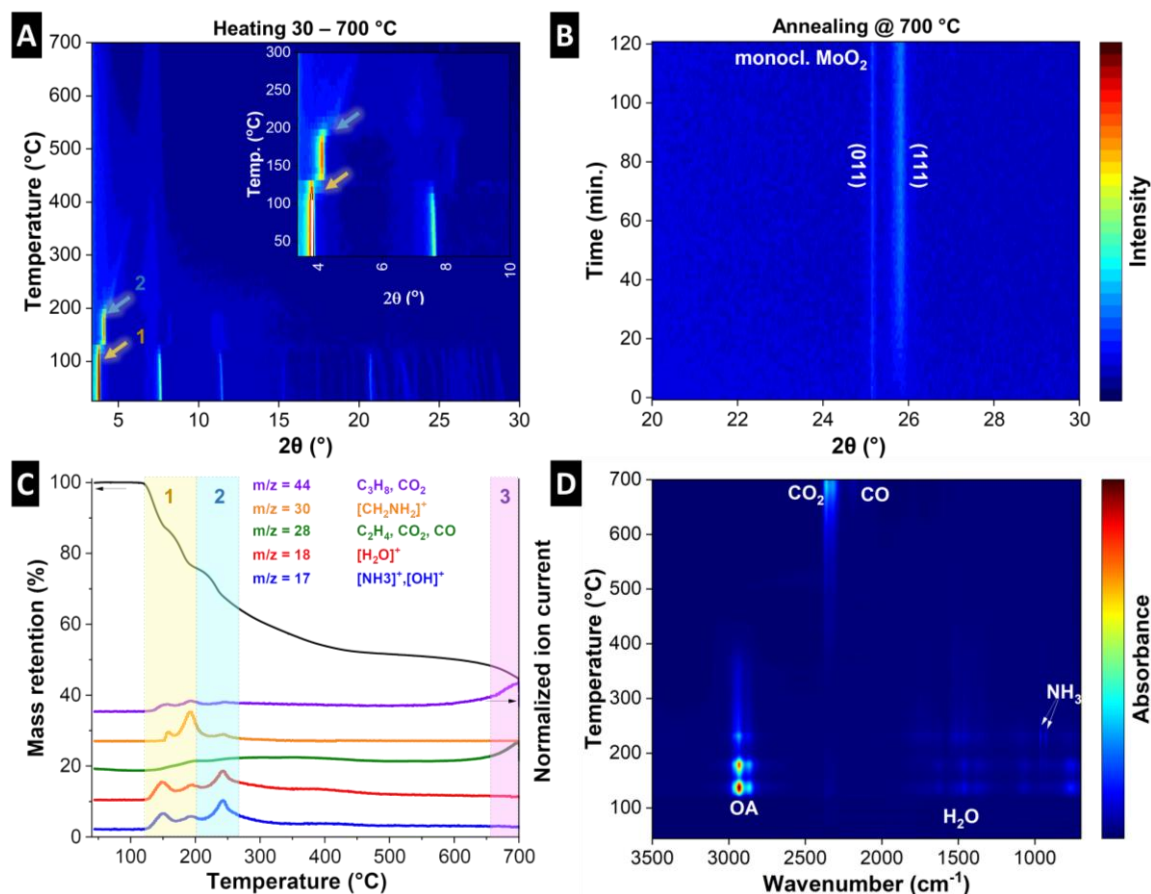 A
Heating 30 – 700 °C
Temperature (°C)
700
600
500
400
300
200
100
5
10
15
20
25
30
2θ (°)
2
1
Temp. (°C)
300
250
200
150
100
50
4
6
8
10
2θ (°)
B
Annealing @ 700 °C
Time (min.)
120
100
80
60
40
20
0
monocl. MoO₂
(011)
(111)
20
22
24
26
28
30
2θ (°)
Intensity
C
Mass retention (%)
100
80
60
40
20
0
1
2
3
m/z = 44 C₃H₈, CO₂
m/z = 30 [CH₂NH₂]⁺
m/z = 28 C₂H₄, CO₂, CO
m/z = 18 [H₂O]⁺
m/z = 17 [NH3]⁺,[OH]⁺
100
200
300
400
500
600
700
Temperature (°C)
Normalized ion current
D
Temperature (°C)
700
600
500
400
300
200
100
CO₂
CO
NH₃
OA
H₂O
3500
3000
2500
2000
1500
1000
Wavenumber (cm⁻¹)
Absorbance